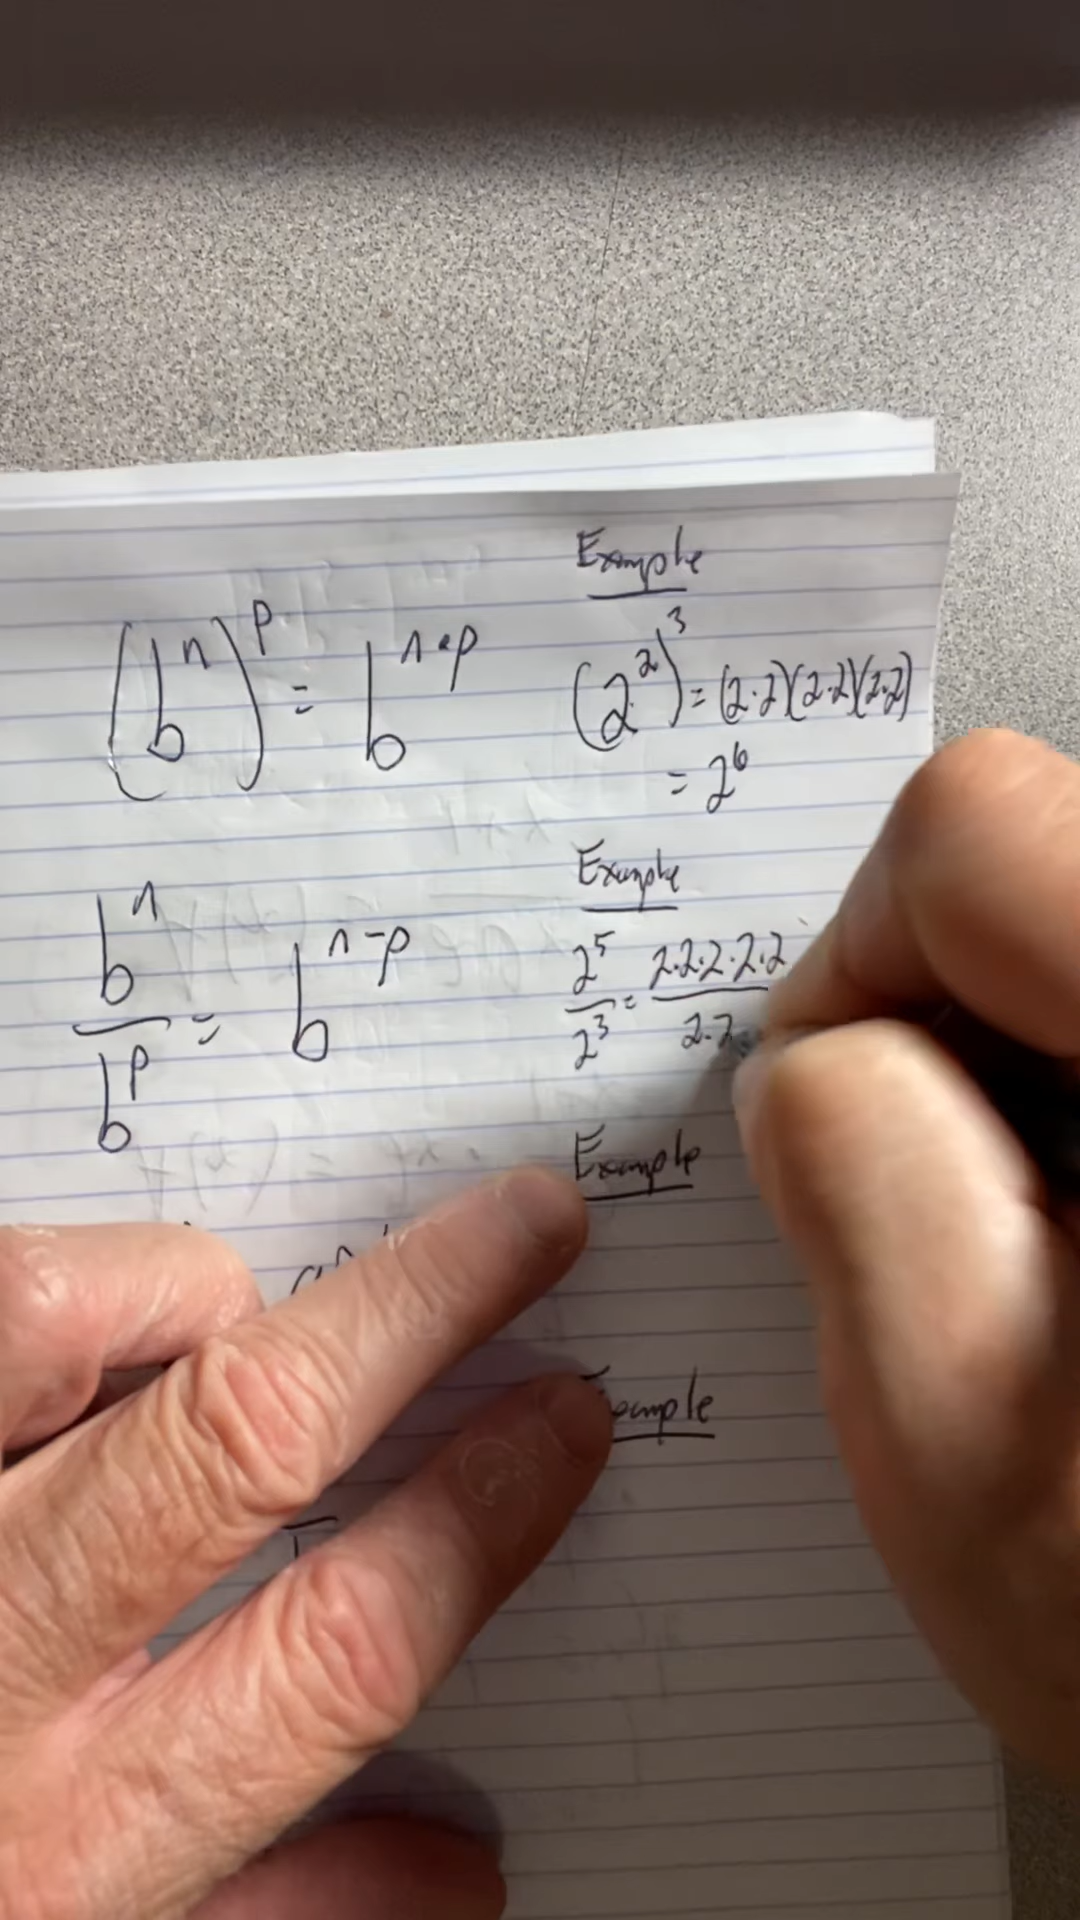 Example
(b^n)^p = b^{n•p}
(2^2)^3 = (2·2)(2·2)(2·2)
= 2^6
Example
b^n / b^p = b^{n-p}
2^5 / 2^3 = 2·2·2·2·2 / 2·2
Example